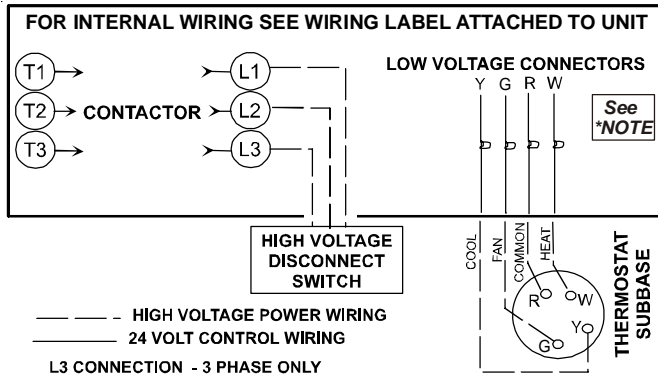 FOR INTERNAL WIRING SEE WIRING LABEL ATTACHED TO UNIT
T1
L1
LOW VOLTAGE CONNECTORS
Y G R W
T2
CONTACTOR
L2
See
*NOTE
T3
L3
HIGH VOLTAGE
DISCONNECT
SWITCH
COOL
FAN
COMMON
HEAT
R
W
Y
G
THERMOSTAT
SUBBASE
HIGH VOLTAGE POWER WIRING
24 VOLT CONTROL WIRING
L3 CONNECTION - 3 PHASE ONLY